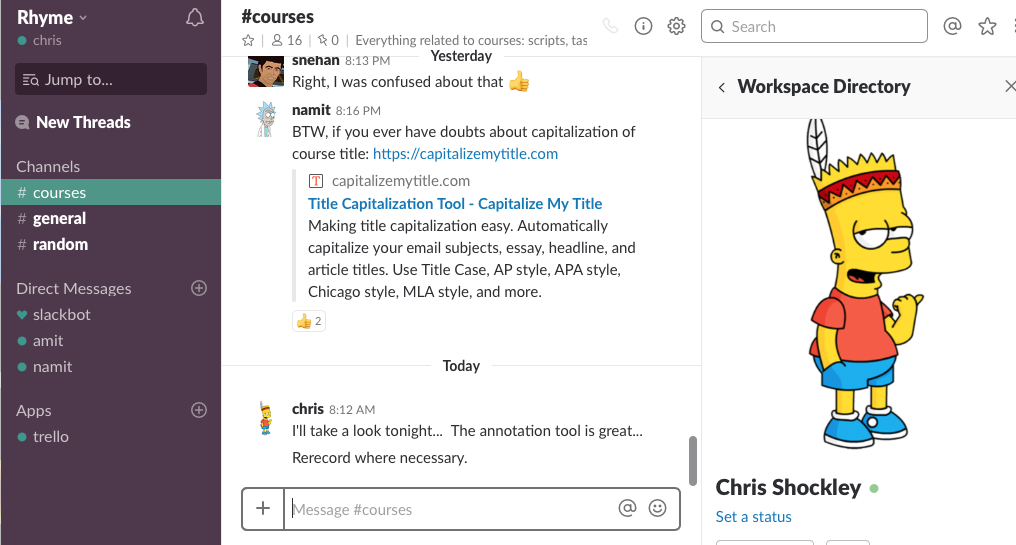 Rhyme
chris
Jump to...
New Threads
Channels
# courses
# general
# random
Direct Messages
slackbot
amit
namit
Apps
trello
#courses
16 | 0 | Everything related to courses: scripts, tas
Yesterday
snehan 8:13 PM
Right, I was confused about that 👍
namit 8:16 PM
BTW, if you ever have doubts about capitalization of
course title: https://capitalizemytitle.com
T capitalizemytitle.com
Title Capitalization Tool - Capitalize My Title
Making title capitalization easy. Automatically
capitalize your email subjects, essay, headline, and
article titles. Use Title Case, AP style, APA style,
Chicago style, MLA style, and more.
👍 2
Today
chris 8:12 AM
I'll take a look tonight... The annotation tool is great...
Rerecord where necessary.
Message #courses
Search
Workspace Directory
Chris Shockley
Set a status